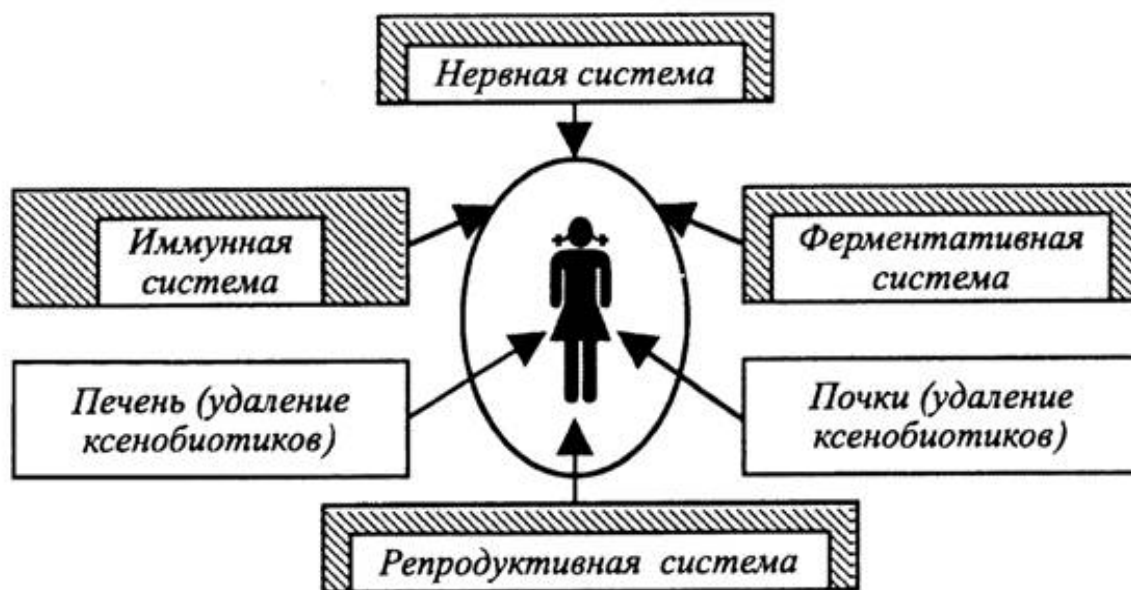 Нервная система
Иммунная
система
Ферментативная
система
Печень (удаление
ксенобиотиков)
Почки (удаление
ксенобиотиков)
Репродуктивная система